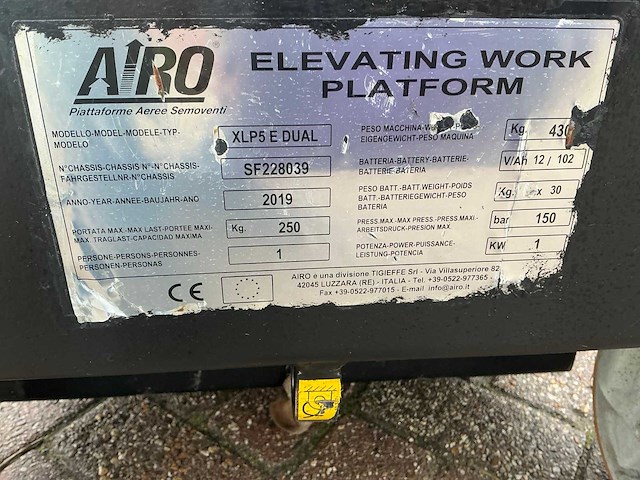 AIRO®
Piattaforme Aeree Semoventi
ELEVATING WORK
PLATFORM
MODELLO-MODEL-MODELE-TYP-
MODELO
XLP5 E DUAL
N°CHASSIS-CHASSIS N°-N°CHASSIS-
FAHRGESTELLNR-N°CHASSIS
SF228039
ANNO-YEAR-ANNEE-BAUJAHR-ANO
2019
PORTATA MAX.-MAX LAST-PORTEE MAXI-
MAX. TRAGLAST-CAPACIDAD MAXIMA
Kg. 250
PERSONE-PERSONS-PERSONNES-
PERSONEN-PERSONAS
1
PESO MACCHINA-
EIGENGEWICHT-PESO MAQUINA
Kg. 430
BATTERIA-BATTERY-BATTERIE-
BATTERIE-BATERIA
V/Ah 12 / 102
PESO BATT.-BATT.WEIGHT-POIDS
BATT.-BATTERIEGEWICHT-PESO
BATERIA
Kg. x 30
PRESS.MAX-MAX PRESS.-PRESS.MAXI.-
ARBEITSDRUCK-PRESION MAX.
bar 150
POTENZA-POWER-PUISSANCE-
LEISTUNG-POTENCIA
KW 1
CE
AIRO è una divisione TIGIEFFE Srl - Via Villasuperiore 82
42045 LUZZARA (RE) - ITALIA - Tel. +39-0522-977365-
Fax +39-0522-977015 - E-mail info@airo.it